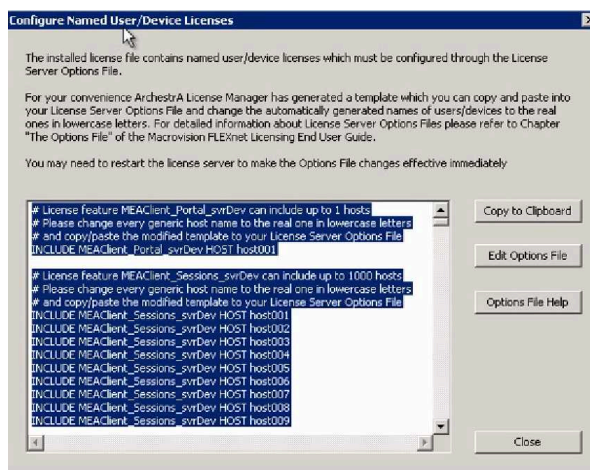 Configure Named User/Device Licenses
The installed license file contains named user/device licenses which must be configured through the License
Server Options File.
For your convenience ArchestrA License Manager has generated a template which you can copy and paste into
your License Server Options File and change the automatically generated names of users/devices to the real
ones in lowercase letters. For detailed information about License Server Options Files please refer to Chapter
"The Options File" of the Macrovision FLEXnet Licensing End User Guide.
You may need to restart the license server to make the Options File changes effective immediately
# License feature MEAClient_Portal_svrDev can include up to 1 hosts
# Please change every generic host name to the real one in lowercase letters
# and copy/paste the modified template to your License Server Options File
INCLUDE MEAClient_Portal_svrDev HOST host001
# License feature MEAClient_Sessions_svrDev can include up to 1000 hosts
# Please change every generic host name to the real one in lowercase letters
# and copy/paste the modified template to your License Server Options File
INCLUDE MEAClient_Sessions_svrDev HOST host001
INCLUDE MEAClient_Sessions_svrDev HOST host002
INCLUDE MEAClient_Sessions_svrDev HOST host003
INCLUDE MEAClient_Sessions_svrDev HOST host004
INCLUDE MEAClient_Sessions_svrDev HOST host005
INCLUDE MEAClient_Sessions_svrDev HOST host006
INCLUDE MEAClient_Sessions_svrDev HOST host007
INCLUDE MEAClient_Sessions_svrDev HOST host008
INCLUDE MEAClient_Sessions_svrDev HOST host009
Copy to Clipboard
Edit Options File
Options File Help
Close